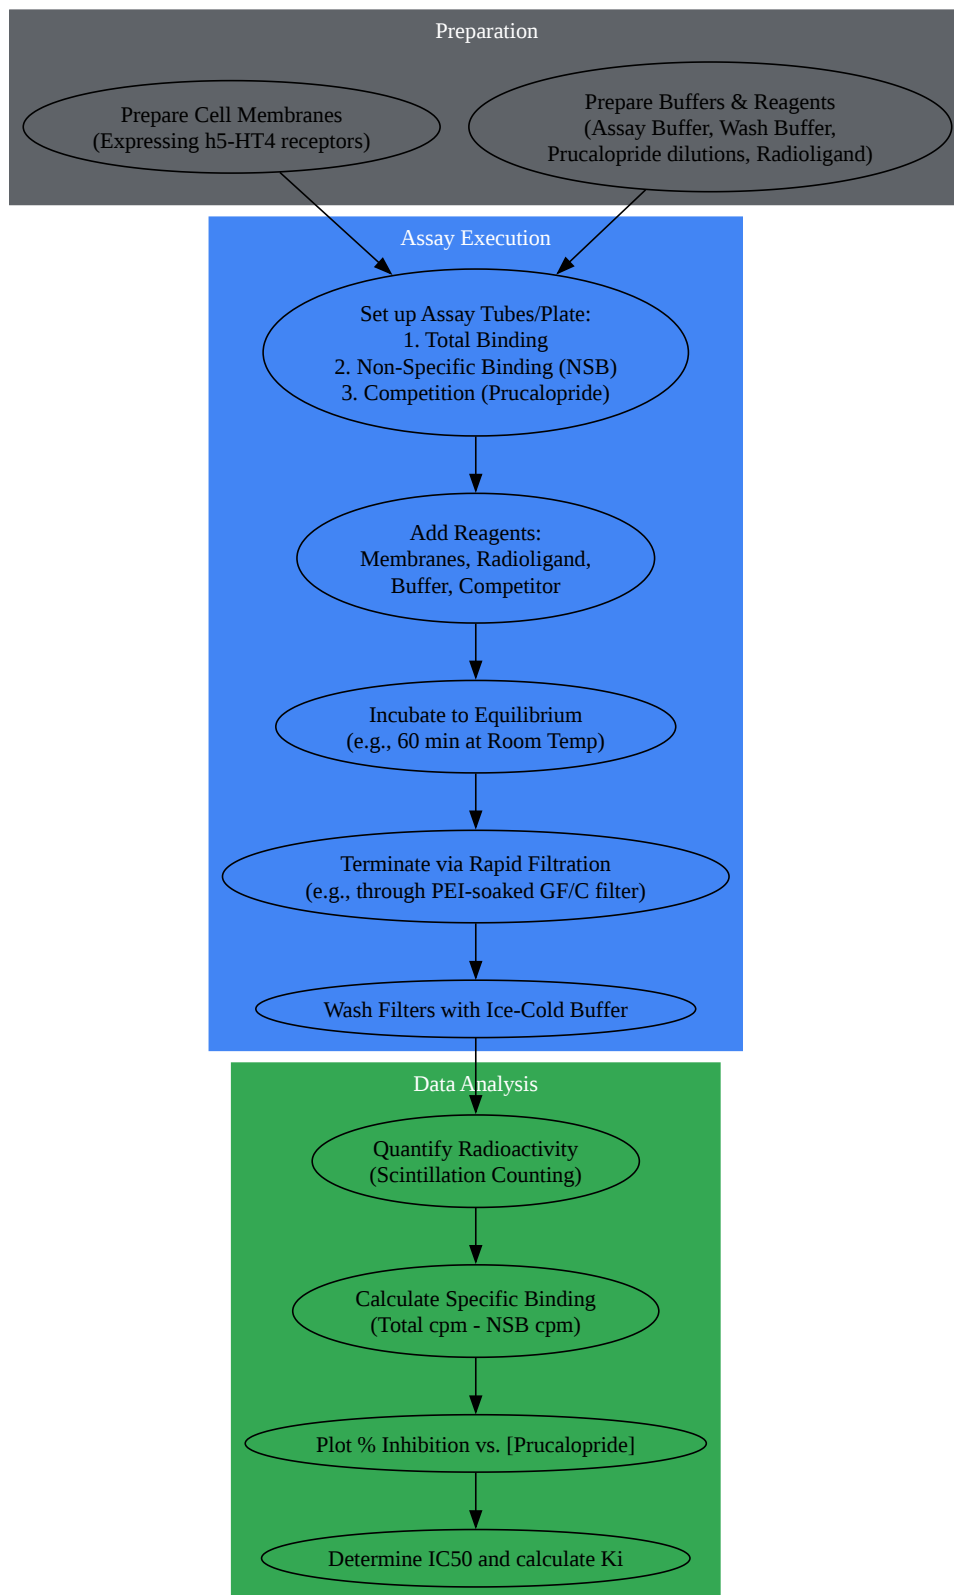 Preparation
Prepare Cell Membranes
(Expressing h5-HT4 receptors)
Prepare Buffers & Reagents
(Assay Buffer, Wash Buffer,
Prucalopride dilutions, Radioligand)
Assay Execution
Set up Assay Tubes/Plate:
1. Total Binding
2. Non-Specific Binding (NSB)
3. Competition (Prucalopride)
Add Reagents:
Membranes, Radioligand,
Buffer, Competitor
Incubate to Equilibrium
(e.g., 60 min at Room Temp)
Terminate via Rapid Filtration
(e.g., through PEI-soaked GF/C filter)
Wash Filters with Ice-Cold Buffer
Data Analysis
Quantify Radioactivity
(Scintillation Counting)
Calculate Specific Binding
(Total cpm - NSB cpm)
Plot % Inhibition vs. [Prucalopride]
Determine IC50 and calculate Ki